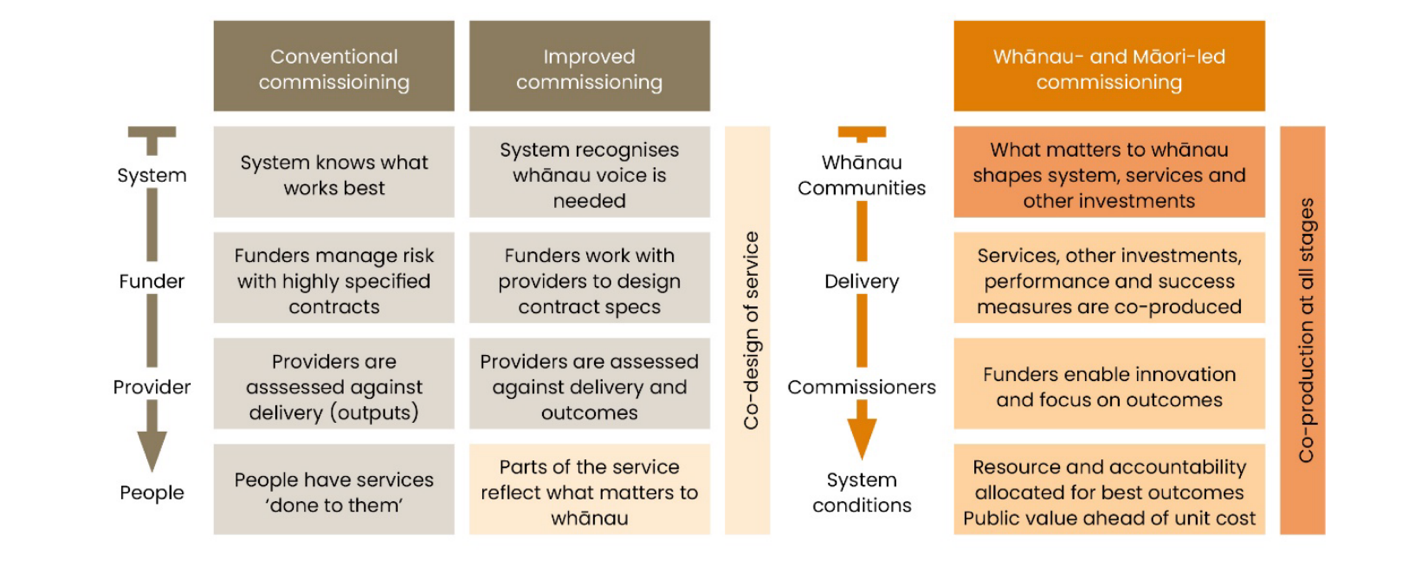 Conventional
commissioining
Improved
commissioning
Whānau- and Māori-led
commissioning
System
System knows what
works best
System recognises
whānau voice is
needed
Whānau
Communities
What matters to whānau
shapes system, services and
other investments
Funder
Funders manage risk
with highly specified
contracts
Funders work with
providers to design
contract specs
Delivery
Services, other investments,
performance and success
measures are co-produced
Provider
Providers are
asssessed against
delivery (outputs)
Providers are assessed
against delivery and
outcomes
Commissioners
Funders enable innovation
and focus on outcomes
People
People have services
‘done to them’
Parts of the service
reflect what matters to
whānau
System
conditions
Resource and accountability
allocated for best outcomes
Public value ahead of unit cost
Co-design of service
Co-production at all stages